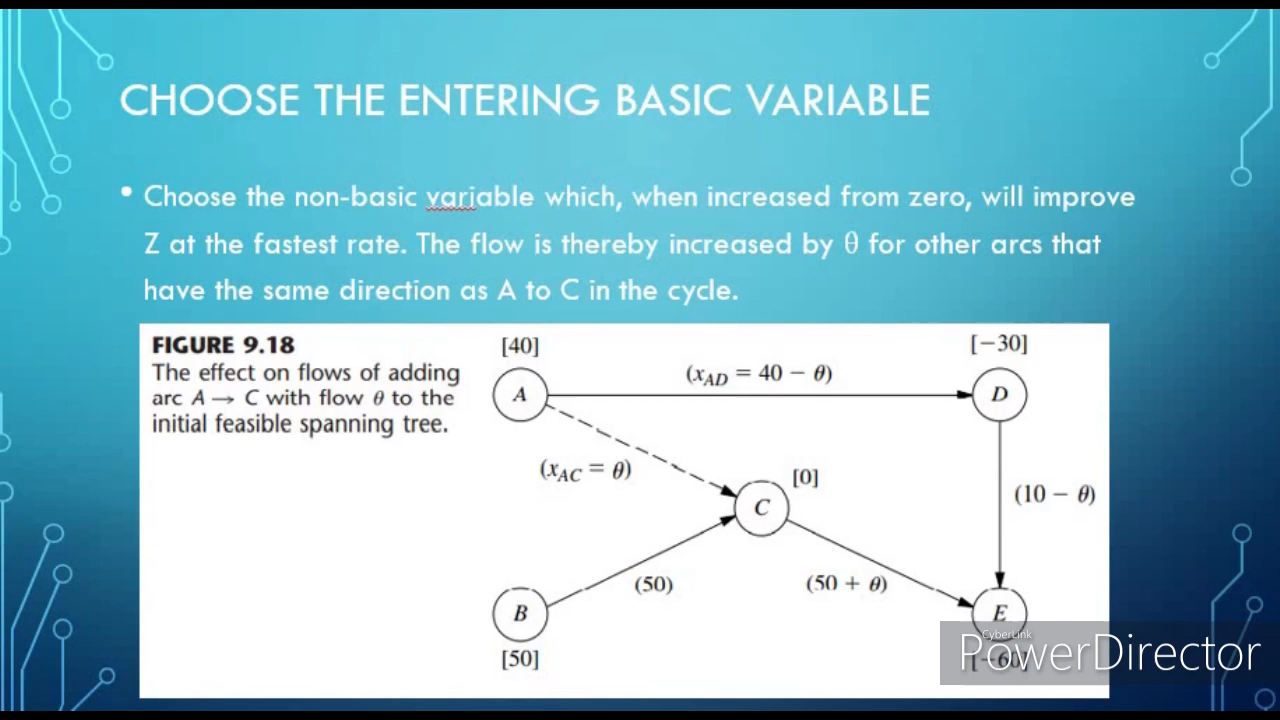 CHOOSE THE ENTERING BASIC VARIABLE
• Choose the non-basic variable which, when increased from zero, will improve
Z at the fastest rate. The flow is thereby increased by θ for other arcs that
have the same direction as A to C in the cycle.
FIGURE 9.18
The effect on flows of adding
arc A → C with flow θ to the
initial feasible spanning tree.
[40]
[−30]
(xAD = 40 − θ)
A
D
(xAC = θ)
[0]
(10 − θ)
C
(50)
(50 + θ)
B
E
[50]
[−60]
CyberLink
PowerDirector